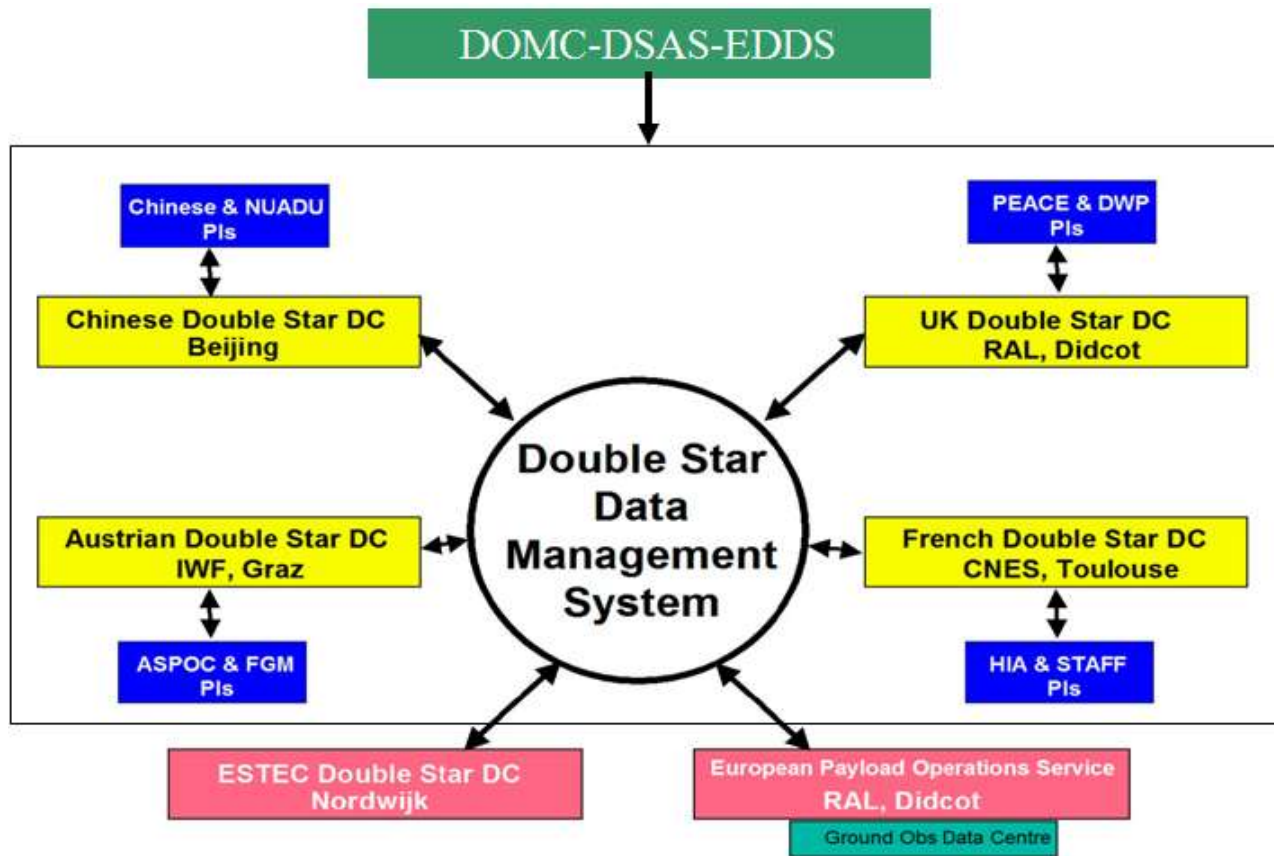 DOMC-DSAS-EDDS
Chinese & NUADU
PIs
PEACE & DWP
PIs
Chinese Double Star DC
Beijing
UK Double Star DC
RAL, Didcot
Double Star
Data
Management
System
Austrian Double Star DC
IWF, Graz
French Double Star DC
CNES, Toulouse
ASPOC & FGM
PIs
HIA & STAFF
PIs
ESTEC Double Star DC
Nordwijk
European Payload Operations Service
RAL, Didcot
Ground Obs Data Centre